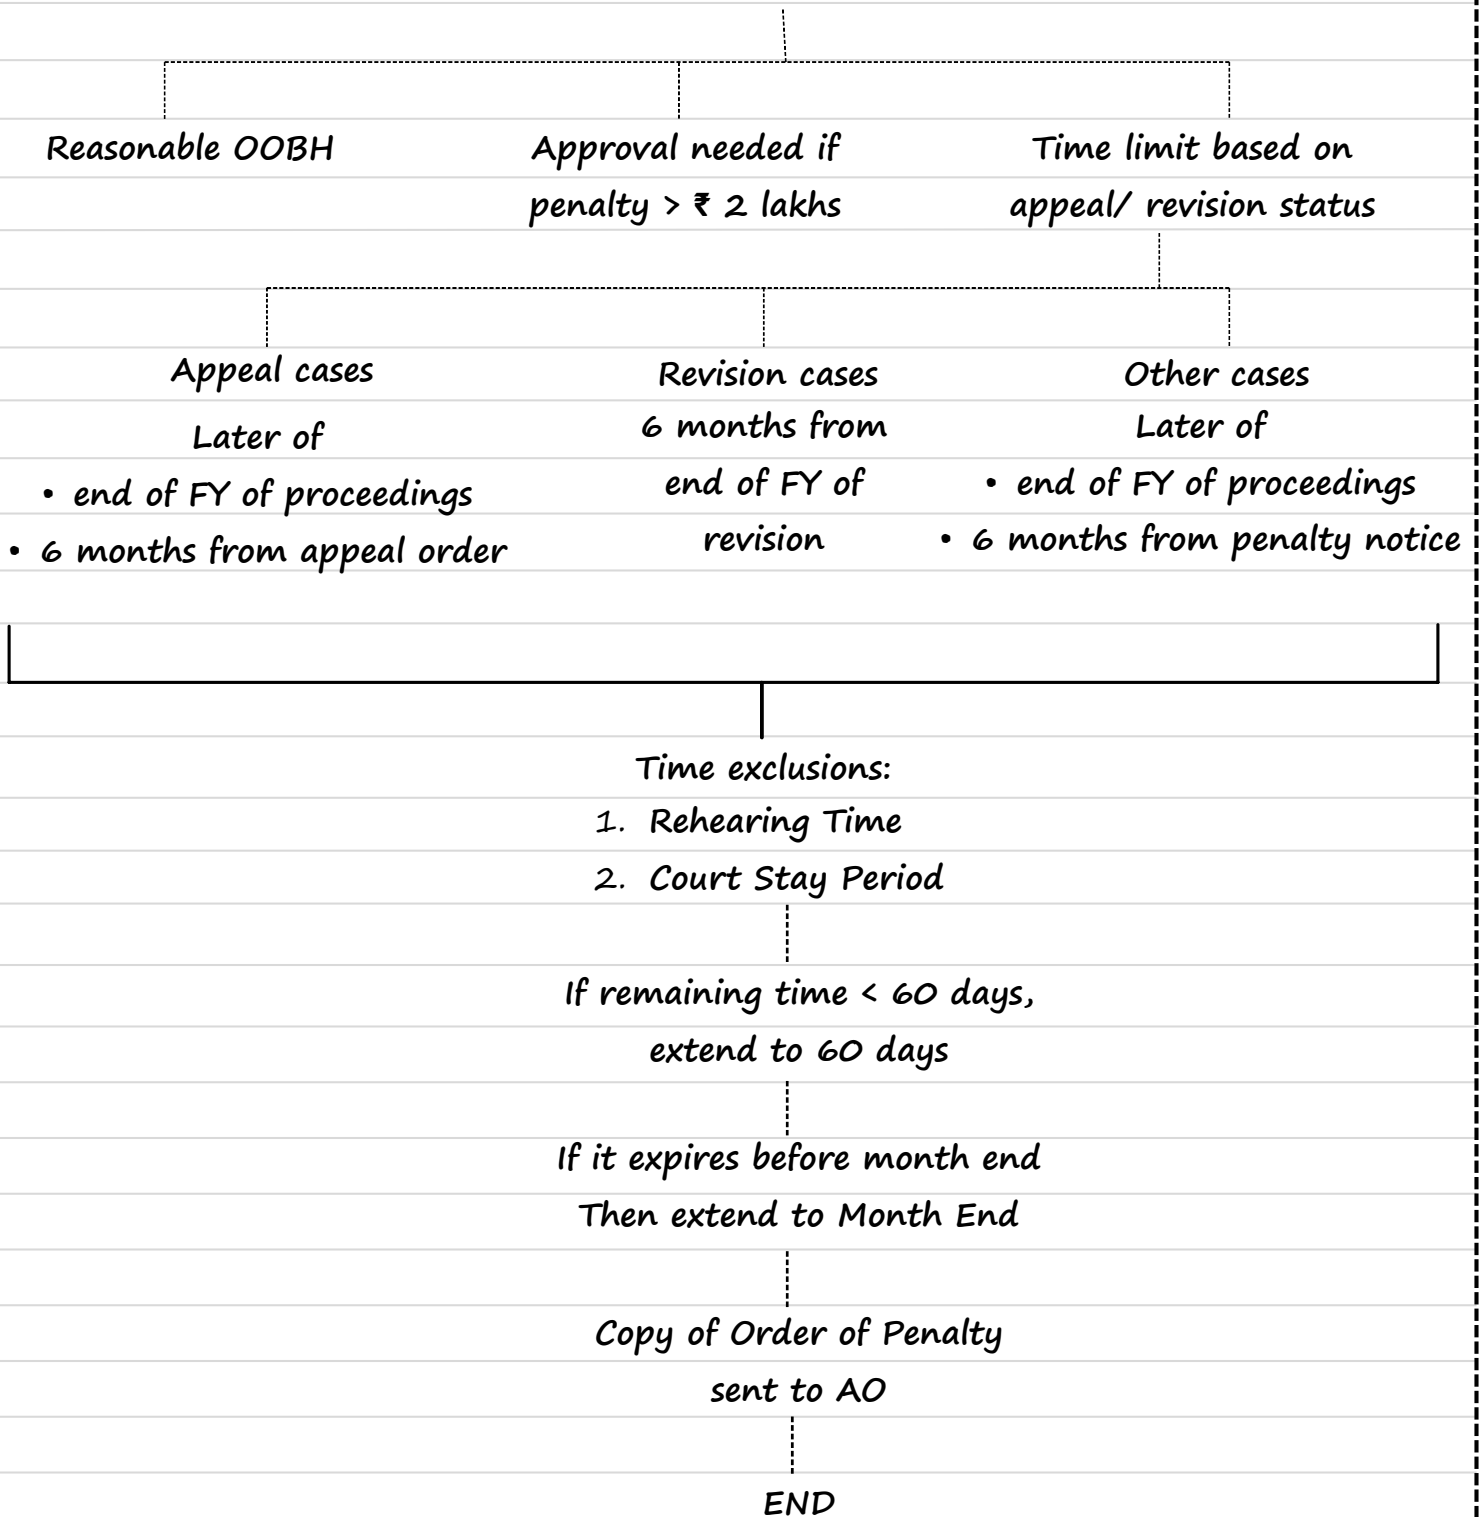 Reasonable OOBH
Approval needed if
penalty > ₹ 2 lakhs
Time limit based on
appeal/ revision status
Appeal cases
Later of
• end of FY of proceedings
• 6 months from appeal order
Revision cases
6 months from
end of FY of
revision
Other cases
Later of
• end of FY of proceedings
• 6 months from penalty notice
Time exclusions:
1. Rehearing Time
2. Court Stay Period
If remaining time < 60 days,
extend to 60 days
If it expires before month end
Then extend to Month End
Copy of Order of Penalty
sent to AO
END